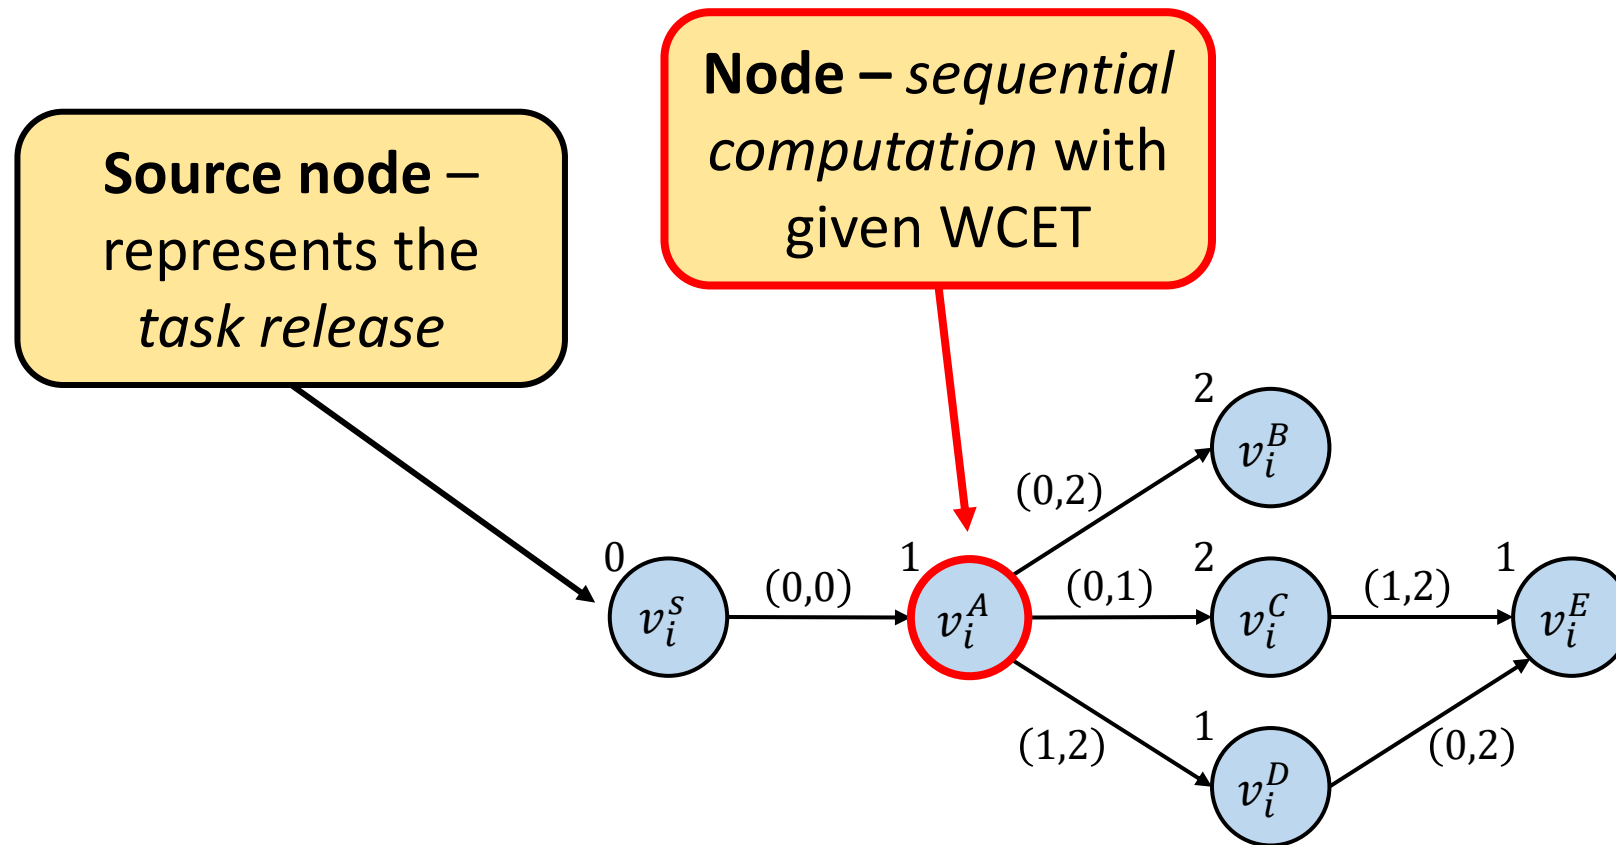 Node – sequential
computation with
given WCET
Source node –
represents the
task release
2
v_i^B
(0,2)
0
v_i^s
(0,0)
1
v_i^A
(0,1)
2
v_i^C
(1,2)
1
v_i^E
(1,2)
1
v_i^D
(0,2)